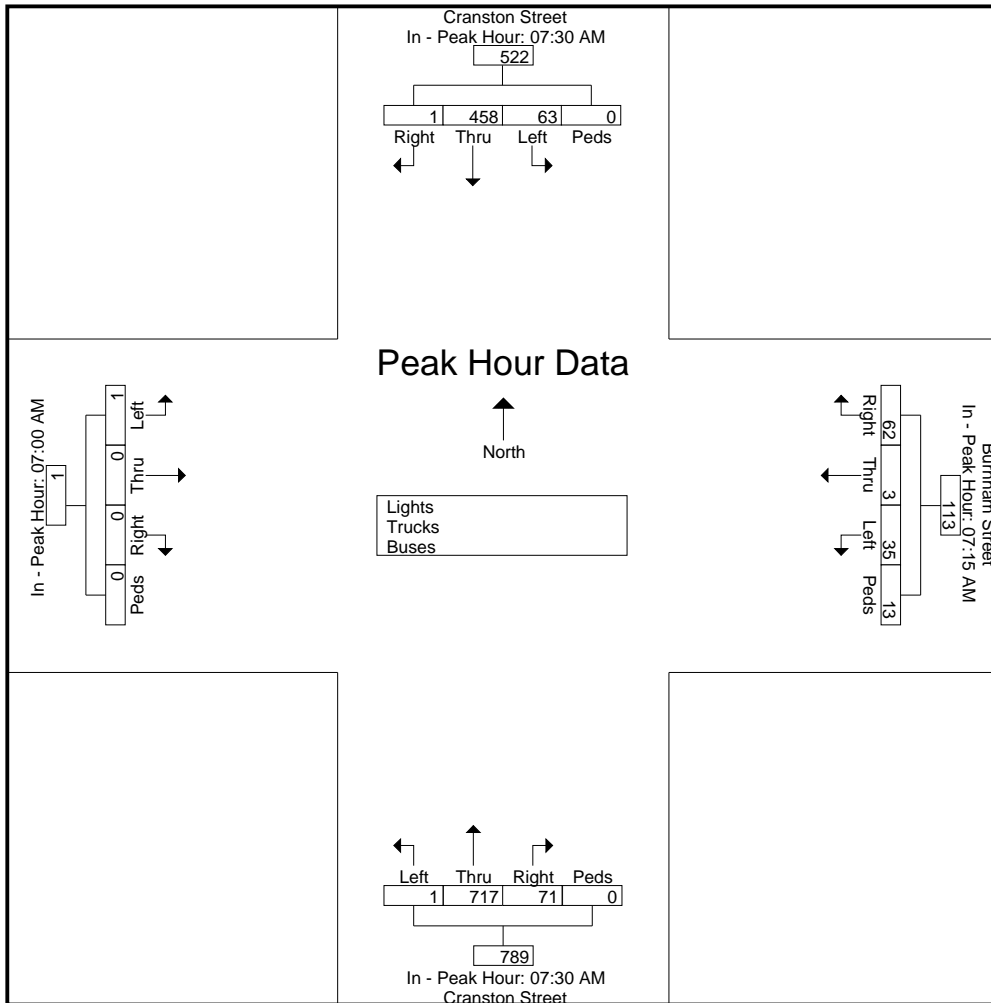 Cranston Street
In - Peak Hour: 07:30 AM
522
1 458 63 0
Right Thru Left Peds
Peak Hour Data
North
Lights
Trucks
Buses
In - Peak Hour: 07:00 AM
1
1 0 0 0
Left Thru Right Peds
Right Thru Left Peds
62 3 35 13
113
In - Peak Hour: 07:15 AM
Burnham Street
Left Thru Right Peds
1 717 71 0
789
In - Peak Hour: 07:30 AM
Cranston Street